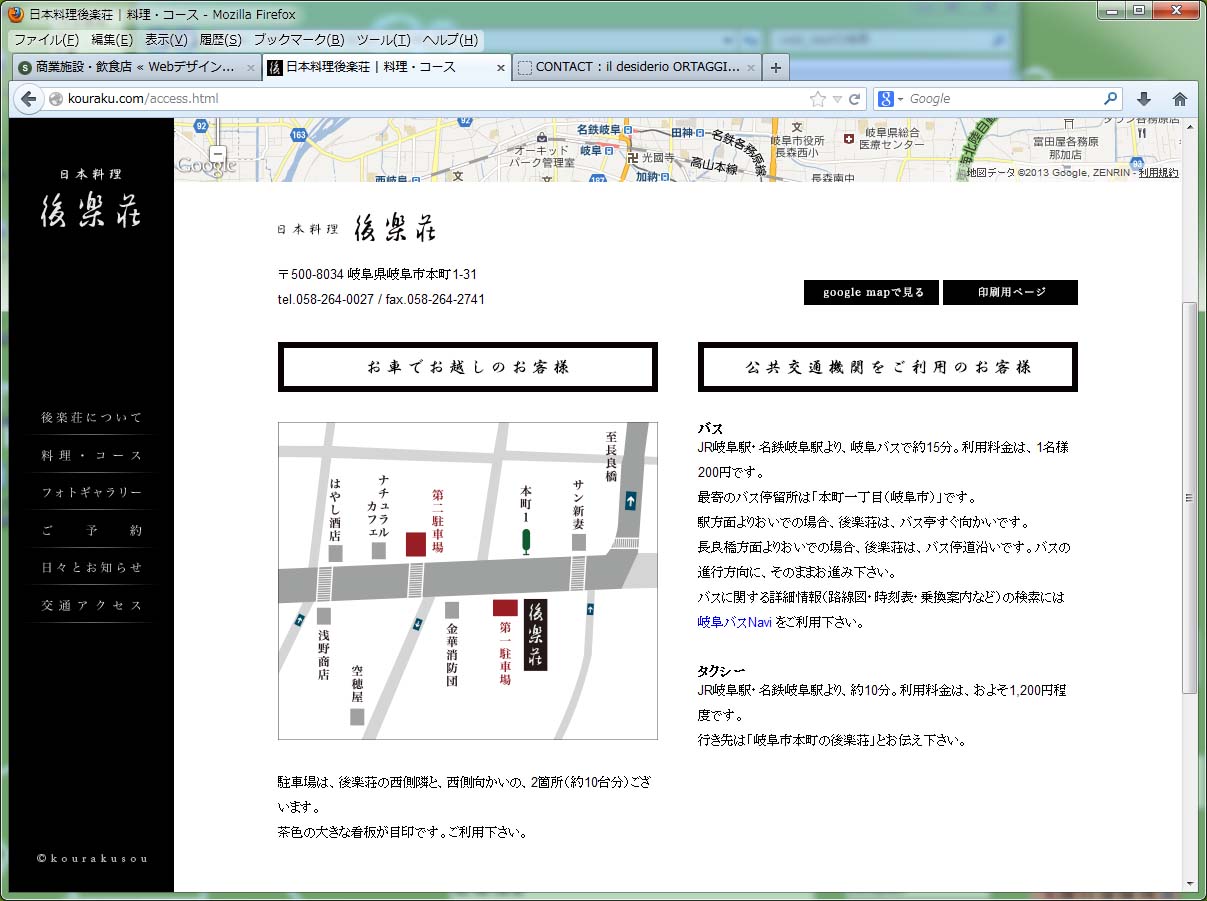 日本料理後楽荘 | 料理・コース - Mozilla Firefox
ファイル(F) 編集(E) 表示(V) 履歴(S) ブックマーク(B) ツール(T) ヘルプ(H)
商業施設・飲食店 « Webデザイン...
日本料理後楽荘 | 料理・コース
CONTACT : il desiderio ORTAGGI...
kouraku.com/access.html
Google
92
163
92
名鉄岐阜
岐阜
田神
名鉄各務原線
オーキッド
パーク管理室
光國寺
高山本線
岐阜市役所
長森西小
岐阜県総合
医療センター
東海北陸自動
富田屋各務原
那加店
タウン各務原店
西岐阜
187
加納
長森南中
93
Google
地図データ ©2013 Google, ZENRIN - 利用規約
日本料理
後楽荘
後楽荘について
料理・コース
フォトギャラリー
ご予約
日々とお知らせ
交通アクセス
©kourakusou
日本料理 後楽荘
〒500-8034 岐阜県岐阜市本町1-31
tel.058-264-0027 / fax.058-264-2741
google mapで見る
印刷用ページ
お車でお越しのお客様
至長良橋
はやし酒店
ナチュラル
カフェ
第二駐車場
本町1
サン新妻
浅野商店
空穂屋
金華消防団
第一駐車場
後楽荘
駐車場は、後楽荘の西側隣と、西側向かいの、2箇所（約10台分）ござ
います。
茶色の大きな看板が目印です。ご利用下さい。
公共交通機関をご利用のお客様
バス
JR岐阜駅・名鉄岐阜駅より、岐阜バスで約15分。利用料金は、1名様
200円です。
最寄のバス停留所は「本町一丁目（岐阜市）」です。
駅方面よりおいでの場合、後楽荘は、バス亭すぐ向かいです。
長良橋方面よりおいでの場合、後楽荘は、バス停道沿いです。バスの
進行方向に、そのままお進み下さい。
バスに関する詳細情報（路線図・時刻表・乗換案内など）の検索には
岐阜バスNavi をご利用下さい。
タクシー
JR岐阜駅・名鉄岐阜駅より、約10分。利用料金は、およそ1,200円程
度です。
行き先は「岐阜市本町の後楽荘」とお伝え下さい。